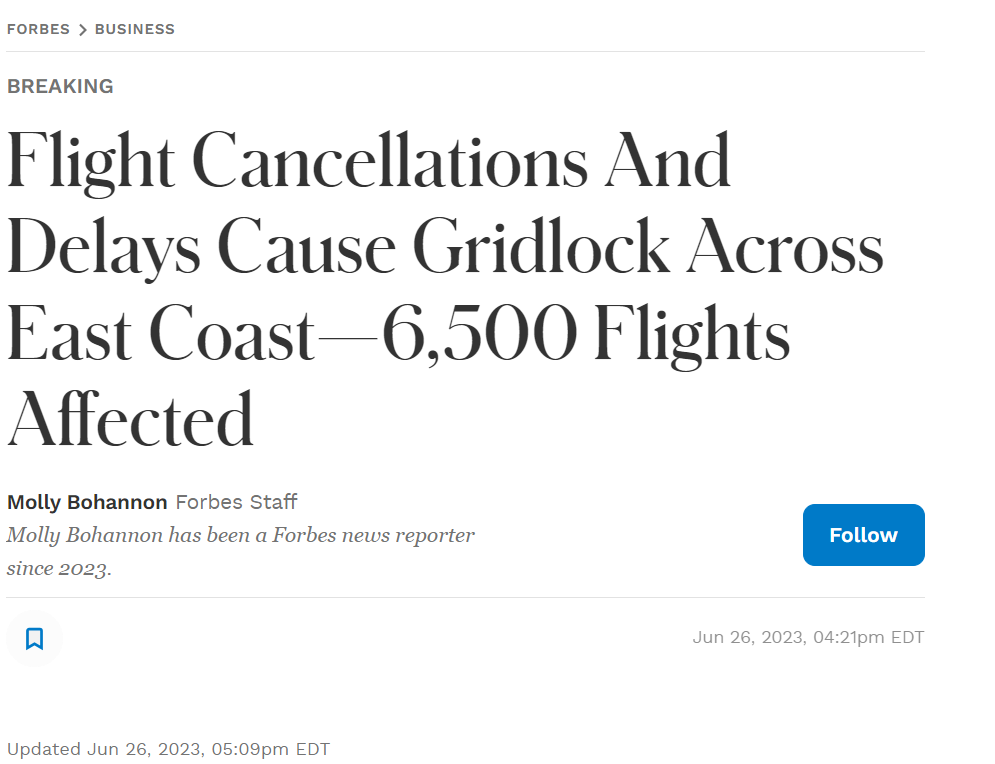 FORBES > BUSINESS
BREAKING
Flight Cancellations And
Delays Cause Gridlock Across
East Coast—6,500 Flights
Affected
Molly Bohannon Forbes Staff
Molly Bohannon has been a Forbes news reporter
since 2023.
Follow
Jun 26, 2023, 04:21pm EDT
Updated Jun 26, 2023, 05:09pm EDT